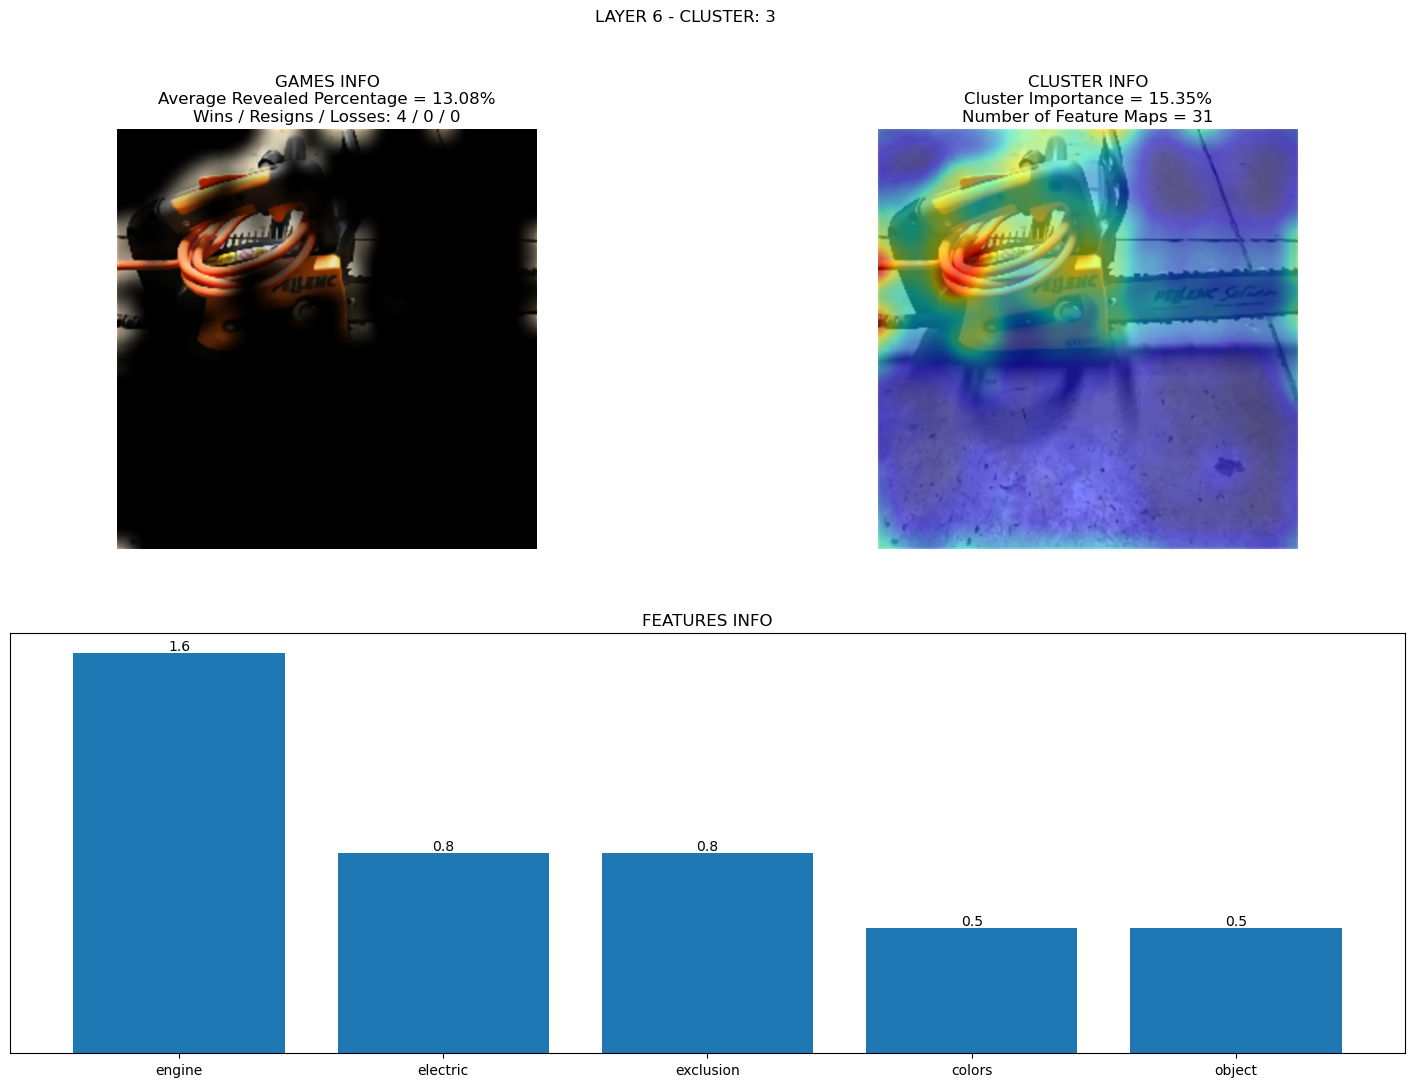 LAYER 6 - CLUSTER: 3
GAMES INFO
Average Revealed Percentage = 13.08%
Wins / Resigns / Losses: 4 / 0 / 0
CLUSTER INFO
Cluster Importance = 15.35%
Number of Feature Maps = 31
PELLENC
PELLENC
PELLENC Selion
FEATURES INFO
1.6
0.8
0.8
0.5
0.5
engine
electric
exclusion
colors
object